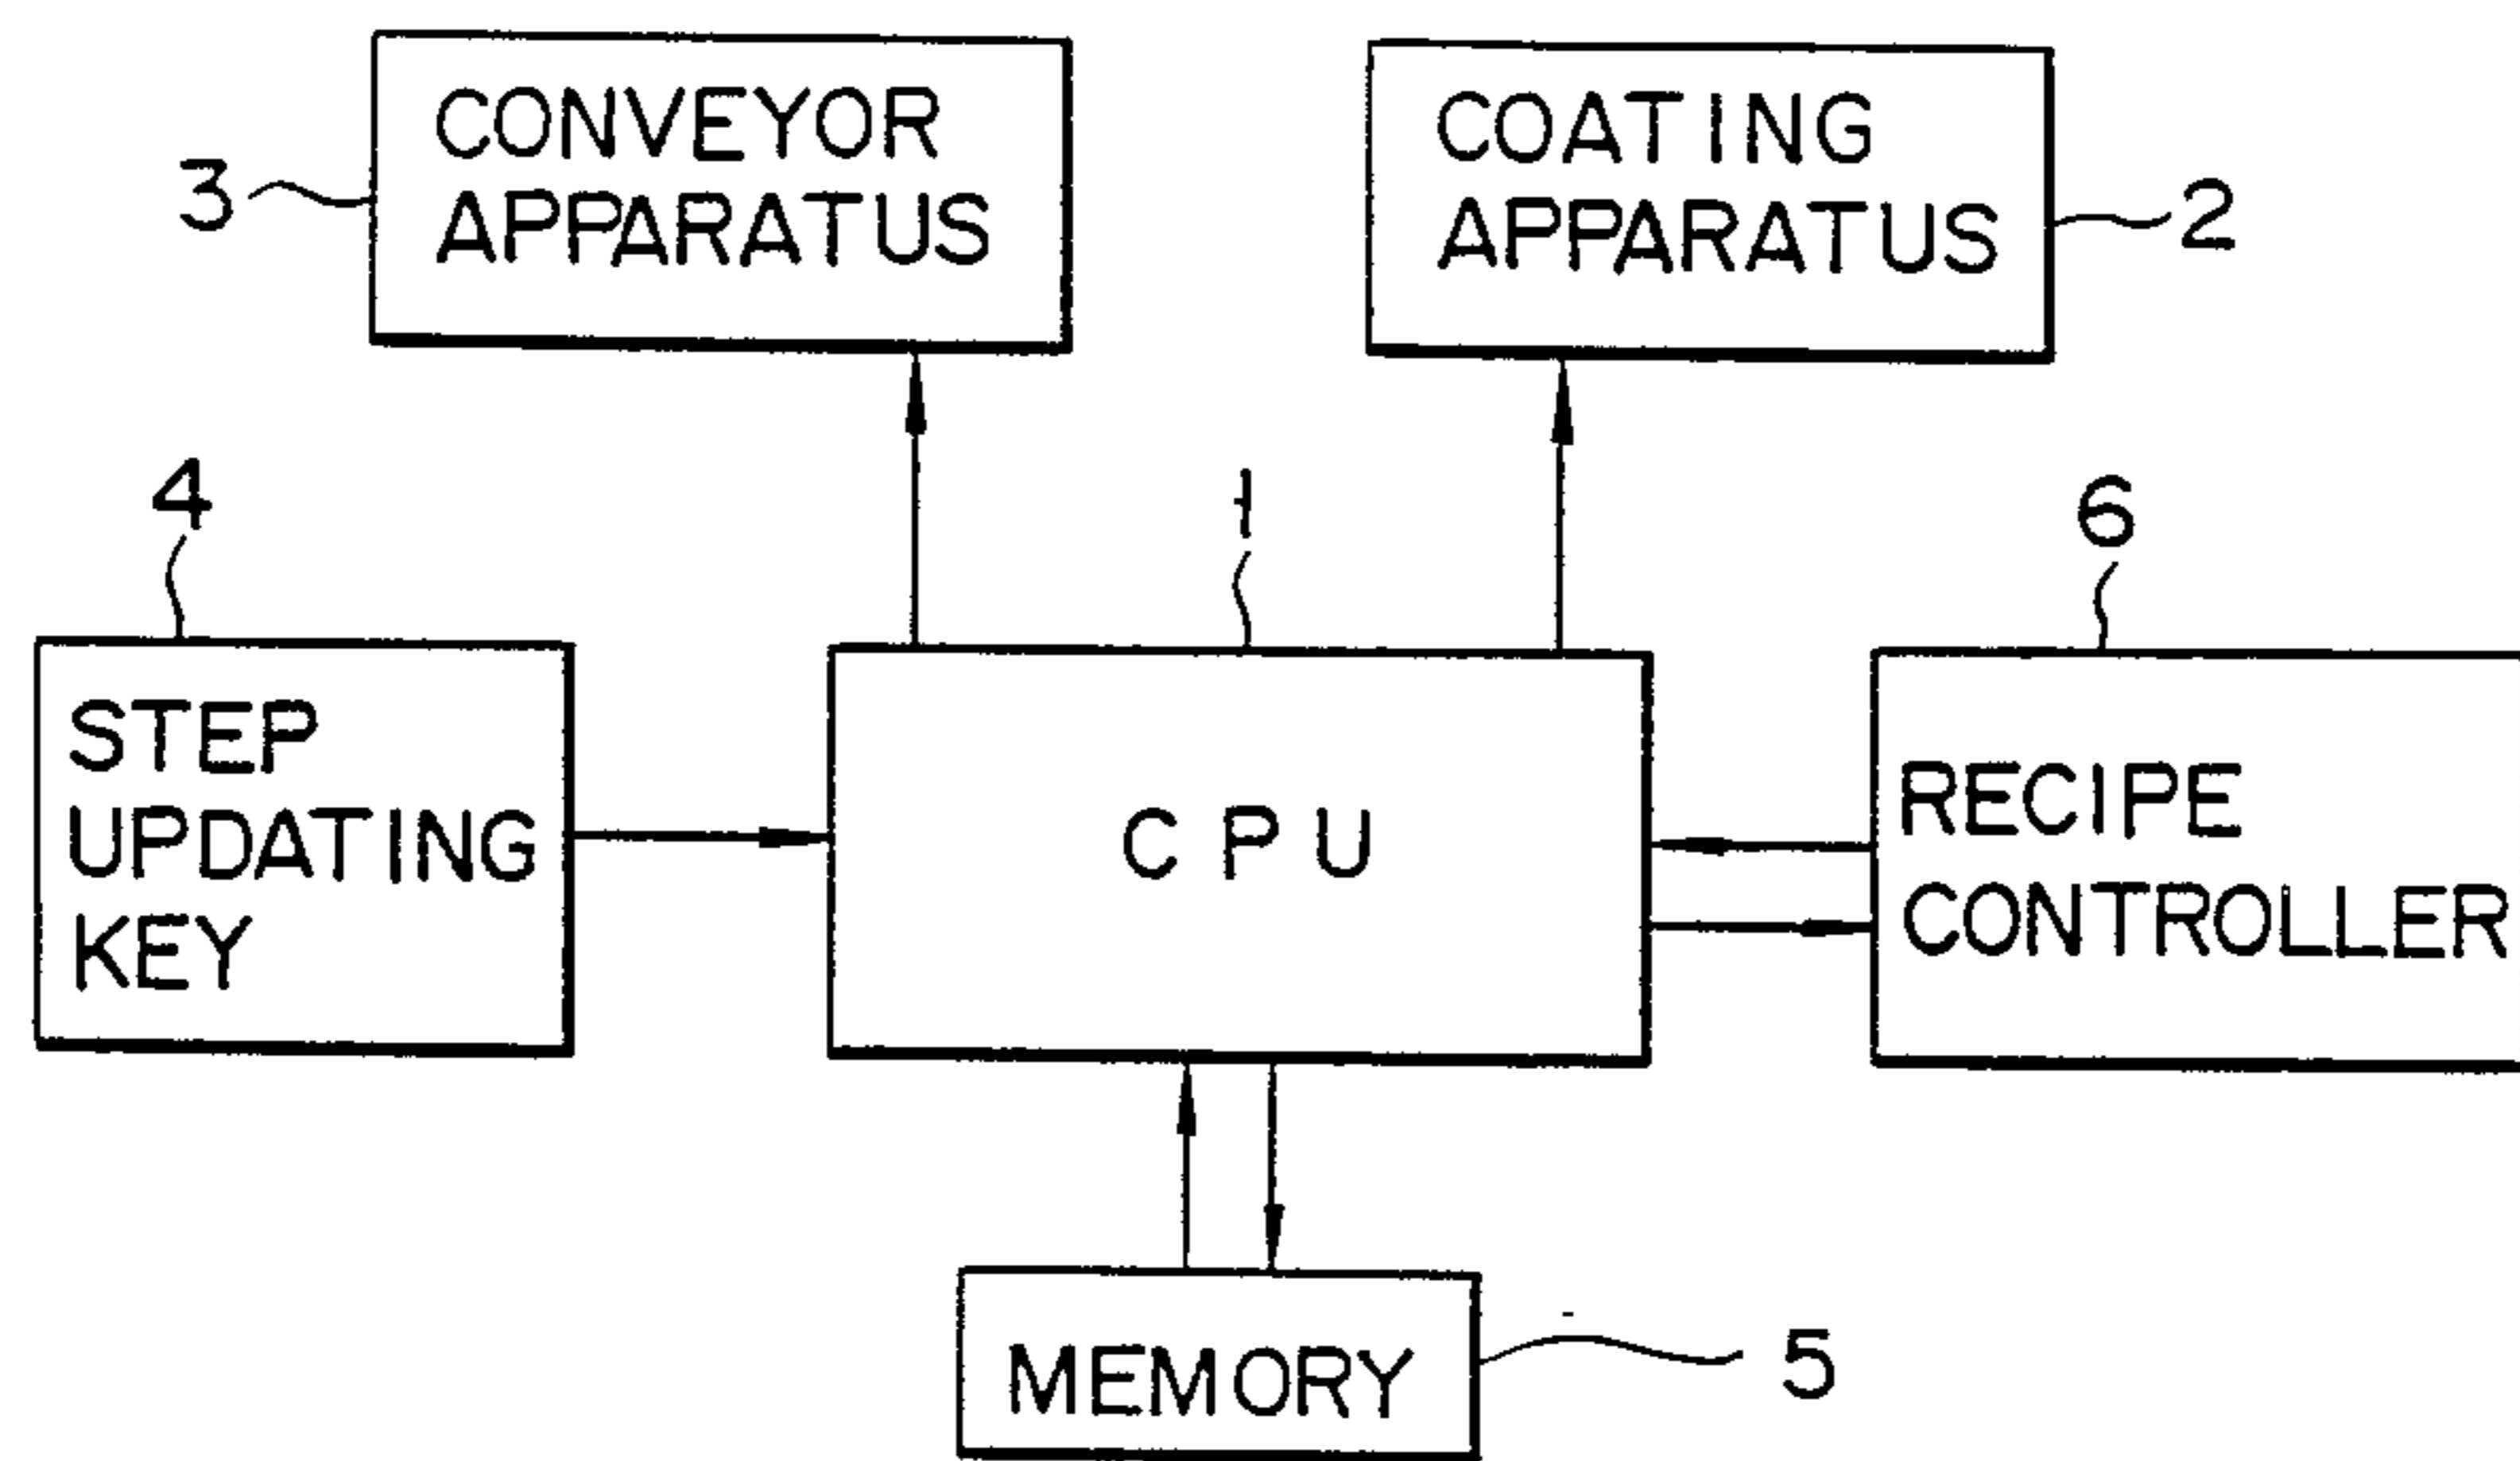 CONVEYOR
APPARATUS
3
COATING
APPARATUS
2
4
1
6
STEP
UPDATING
KEY
CPU
RECIPE
CONTROLLER
MEMORY
5